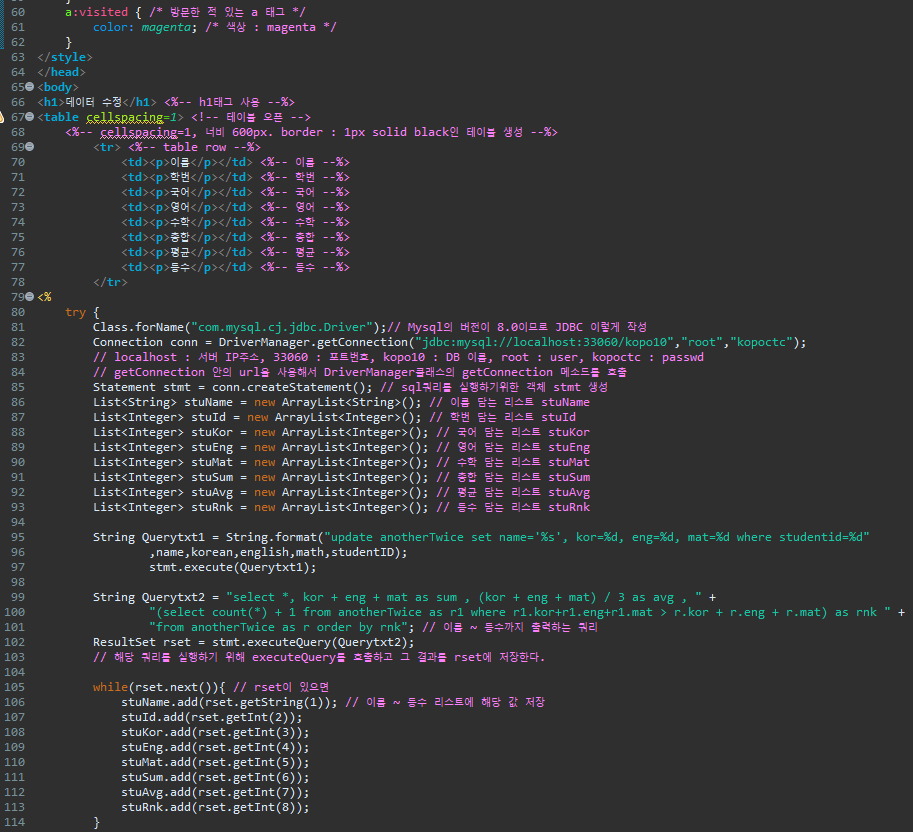 60 a:visited { /* 방문한 적 있는 a 태그 */
61 color: magenta; /* 색상 : magenta */
62 }
63 </style>
64 </head>
65 <body>
66 <h1>데이터 수정</h1> <%-- h1태그 사용 --%>
67 <table cellspacing=1> <!-- 테이블 오픈 -->
68 <%-- cellspacing=1, 너비 600px. border : 1px solid black인 테이블 생성 --%>
69 <tr> <%-- table row --%>
70 <td><p>이름</p></td> <%-- 이름 --%>
71 <td><p>학번</p></td> <%-- 학번 --%>
72 <td><p>국어</p></td> <%-- 국어 --%>
73 <td><p>영어</p></td> <%-- 영어 --%>
74 <td><p>수학</p></td> <%-- 수학 --%>
75 <td><p>총합</p></td> <%-- 총합 --%>
76 <td><p>평균</p></td> <%-- 평균 --%>
77 <td><p>등수</p></td> <%-- 등수 --%>
78 </tr>
79 <%
80 try {
81 Class.forName("com.mysql.cj.jdbc.Driver");// Mysql의 버전이 8.0이므로 JDBC 이렇게 작성
82 Connection conn = DriverManager.getConnection("jdbc:mysql://localhost:33060/kopo10","root","kopoctc");
83 // localhost : 서버 IP주소, 33060 : 포트번호, kopo10 : DB 이름, root : user, kopoctc : passwd
84 // getConnection 안의 url을 사용해서 DriverManager클래스의 getConnection 메소드를 호출
85 Statement stmt = conn.createStatement(); // sql쿼리를 실행하기위한 객체 stmt 생성
86 List<String> stuName = new ArrayList<String>(); // 이름 담는 리스트 stuName
87 List<Integer> stuId = new ArrayList<Integer>(); // 학번 담는 리스트 stuId
88 List<Integer> stuKor = new ArrayList<Integer>(); // 국어 담는 리스트 stuKor
89 List<Integer> stuEng = new ArrayList<Integer>(); // 영어 담는 리스트 stuEng
90 List<Integer> stuMat = new ArrayList<Integer>(); // 수학 담는 리스트 stuMat
91 List<Integer> stuSum = new ArrayList<Integer>(); // 총합 담는 리스트 stuSum
92 List<Integer> stuAvg = new ArrayList<Integer>(); // 평균 담는 리스트 stuAvg
93 List<Integer> stuRnk = new ArrayList<Integer>(); // 등수 담는 리스트 stuRnk
94
95 String Querytxt1 = String.format("update anotherTwice set name='%s', kor=%d, eng=%d, mat=%d where studentid=%d"
96 ,name,korean,english,math,studentID);
97 stmt.execute(Querytxt1);
98
99 String Querytxt2 = "select *, kor + eng + mat as sum , (kor + eng + mat) / 3 as avg , " +
100 "(select count(*) + 1 from anotherTwice as r1 where r1.kor+r1.eng+r1.mat > r.kor + r.eng + r.mat) as rnk " +
101 "from anotherTwice as r order by rnk"; // 이름 ~ 등수까지 출력하는 쿼리
102 ResultSet rset = stmt.executeQuery(Querytxt2);
103 // 해당 쿼리를 실행하기 위해 executeQuery를 호출하고 그 결과를 rset에 저장한다.
104
105 while(rset.next()){ // rset이 있으면
106 stuName.add(rset.getString(1)); // 이름 ~ 등수 리스트에 해당 값 저장
107 stuId.add(rset.getInt(2));
108 stuKor.add(rset.getInt(3));
109 stuEng.add(rset.getInt(4));
110 stuMat.add(rset.getInt(5));
111 stuSum.add(rset.getInt(6));
112 stuAvg.add(rset.getInt(7));
113 stuRnk.add(rset.getInt(8));
114 }